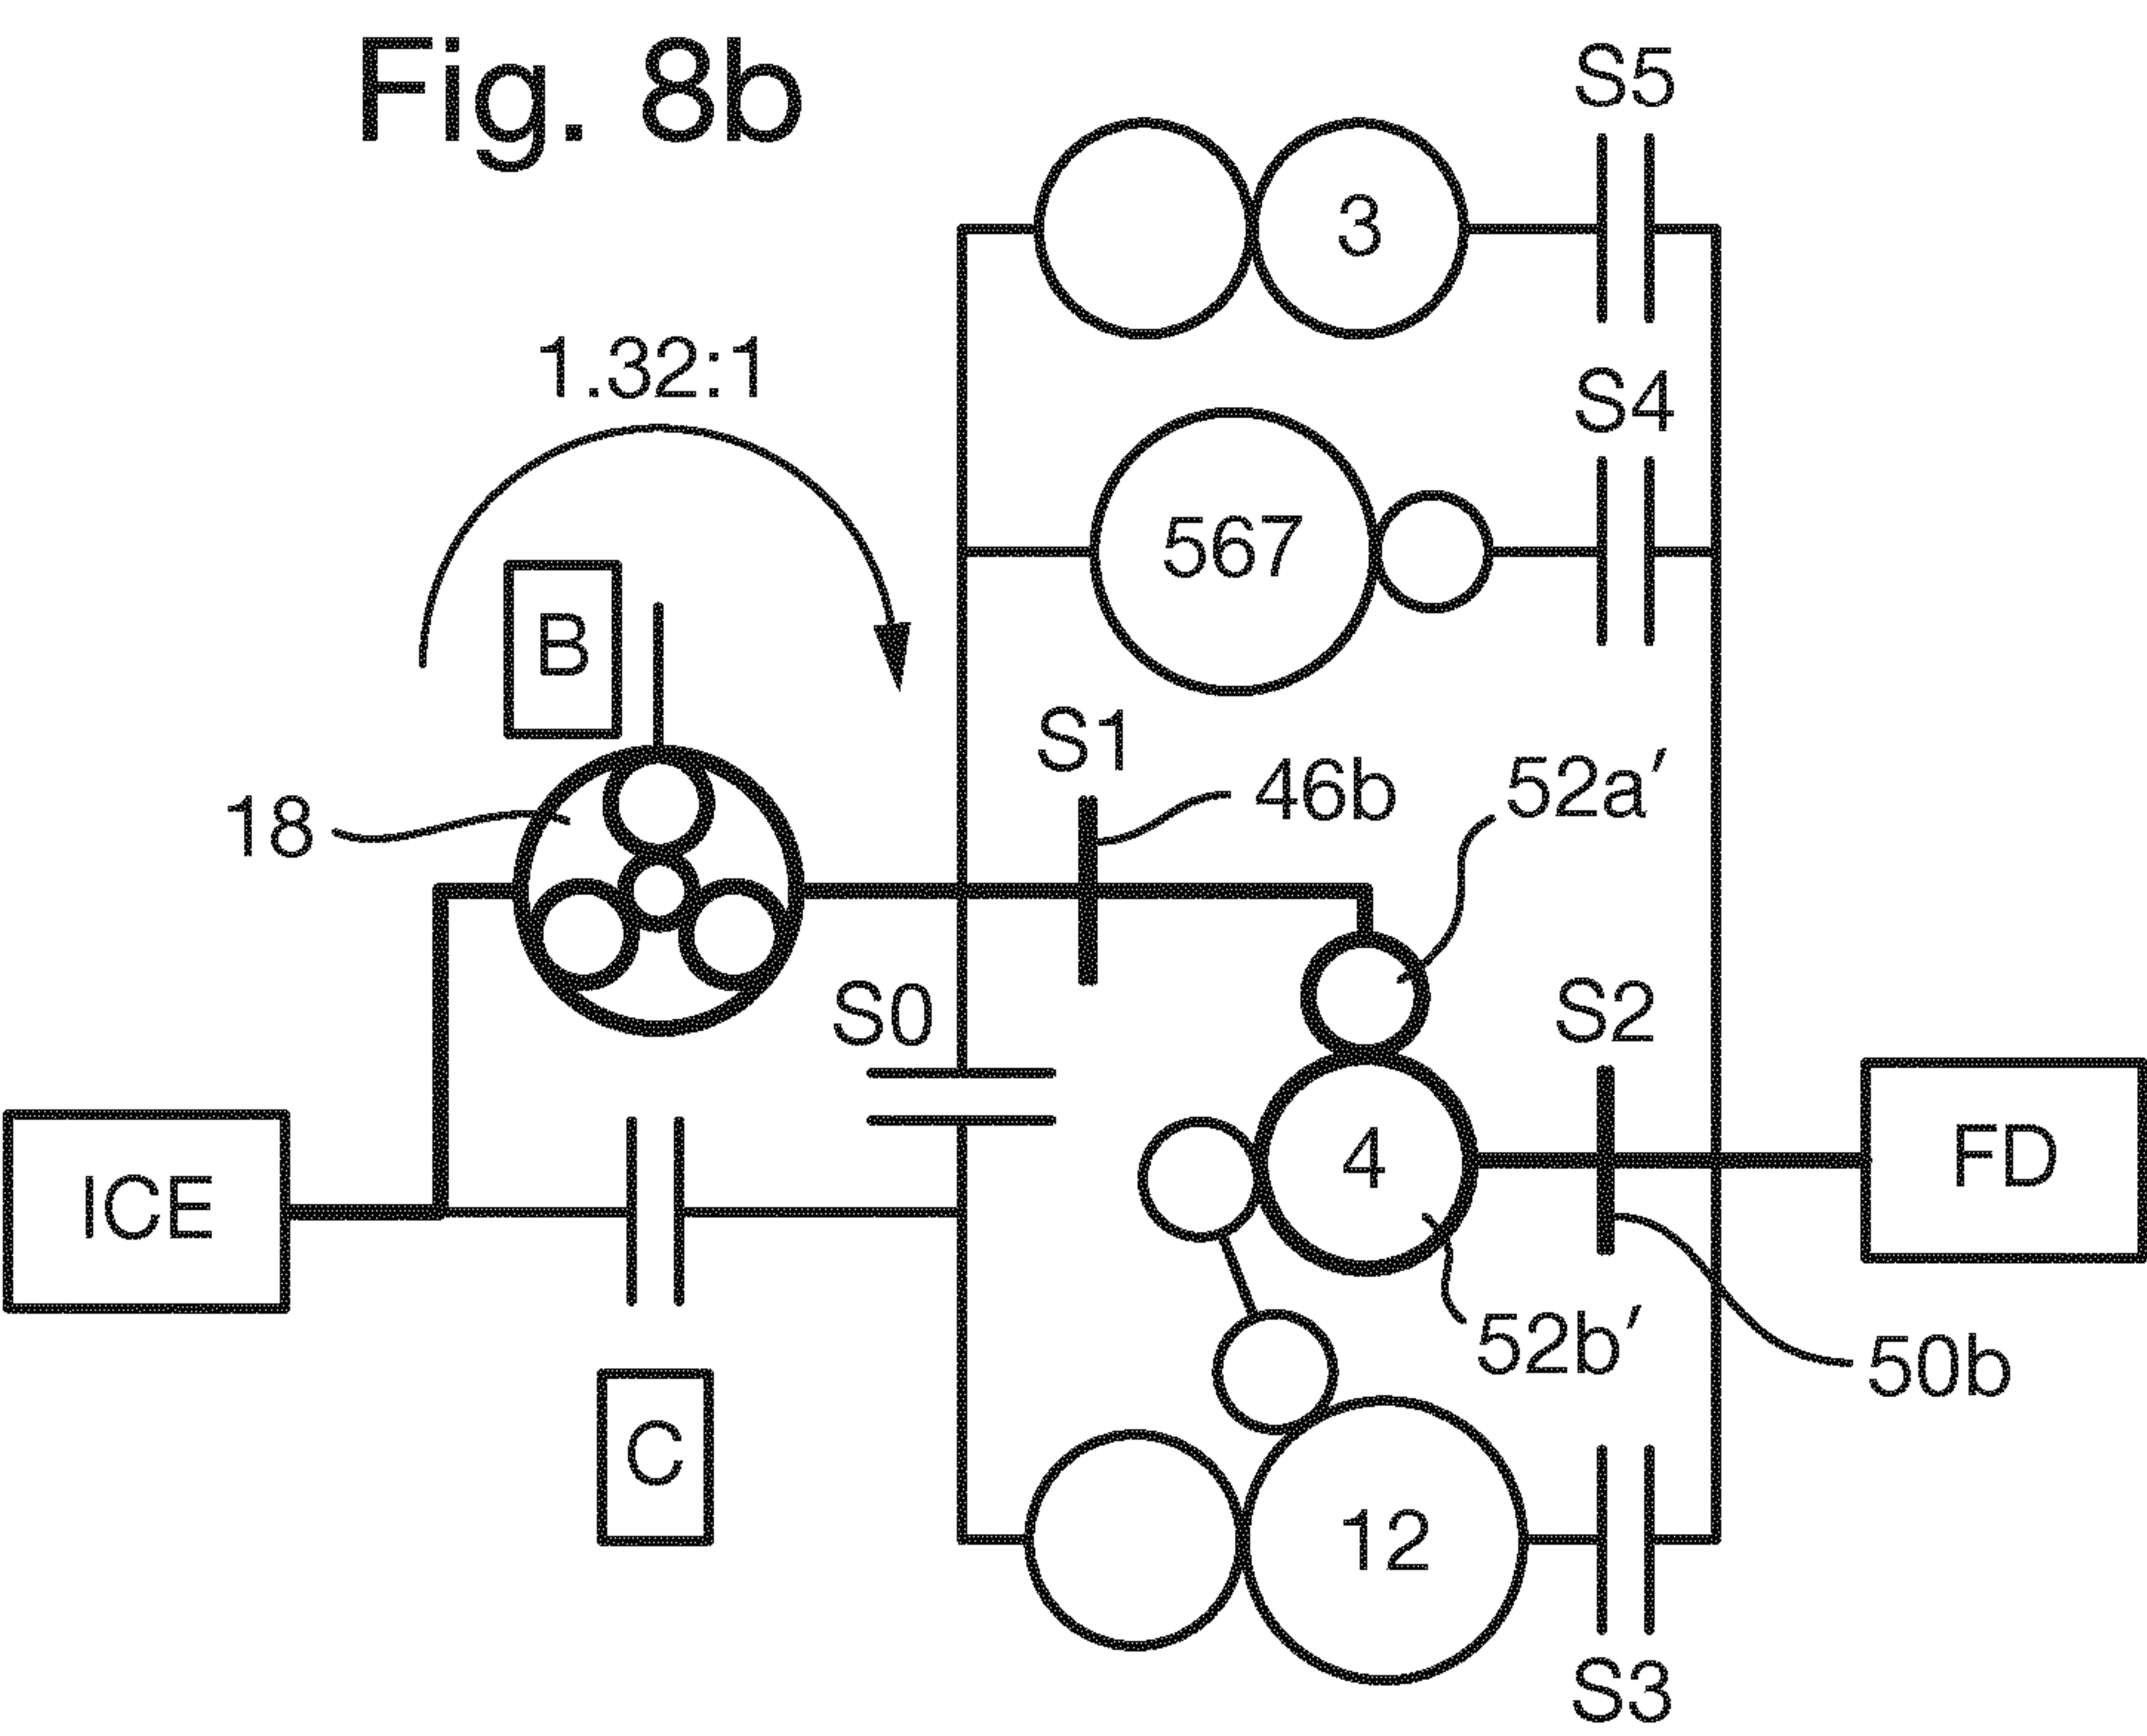 Fig. 8b
S5
3
1.32:1
S4
567
B
S1
46b
52a′
18
S0
S2
4
FD
ICE
52b′
50b
C
12
S3